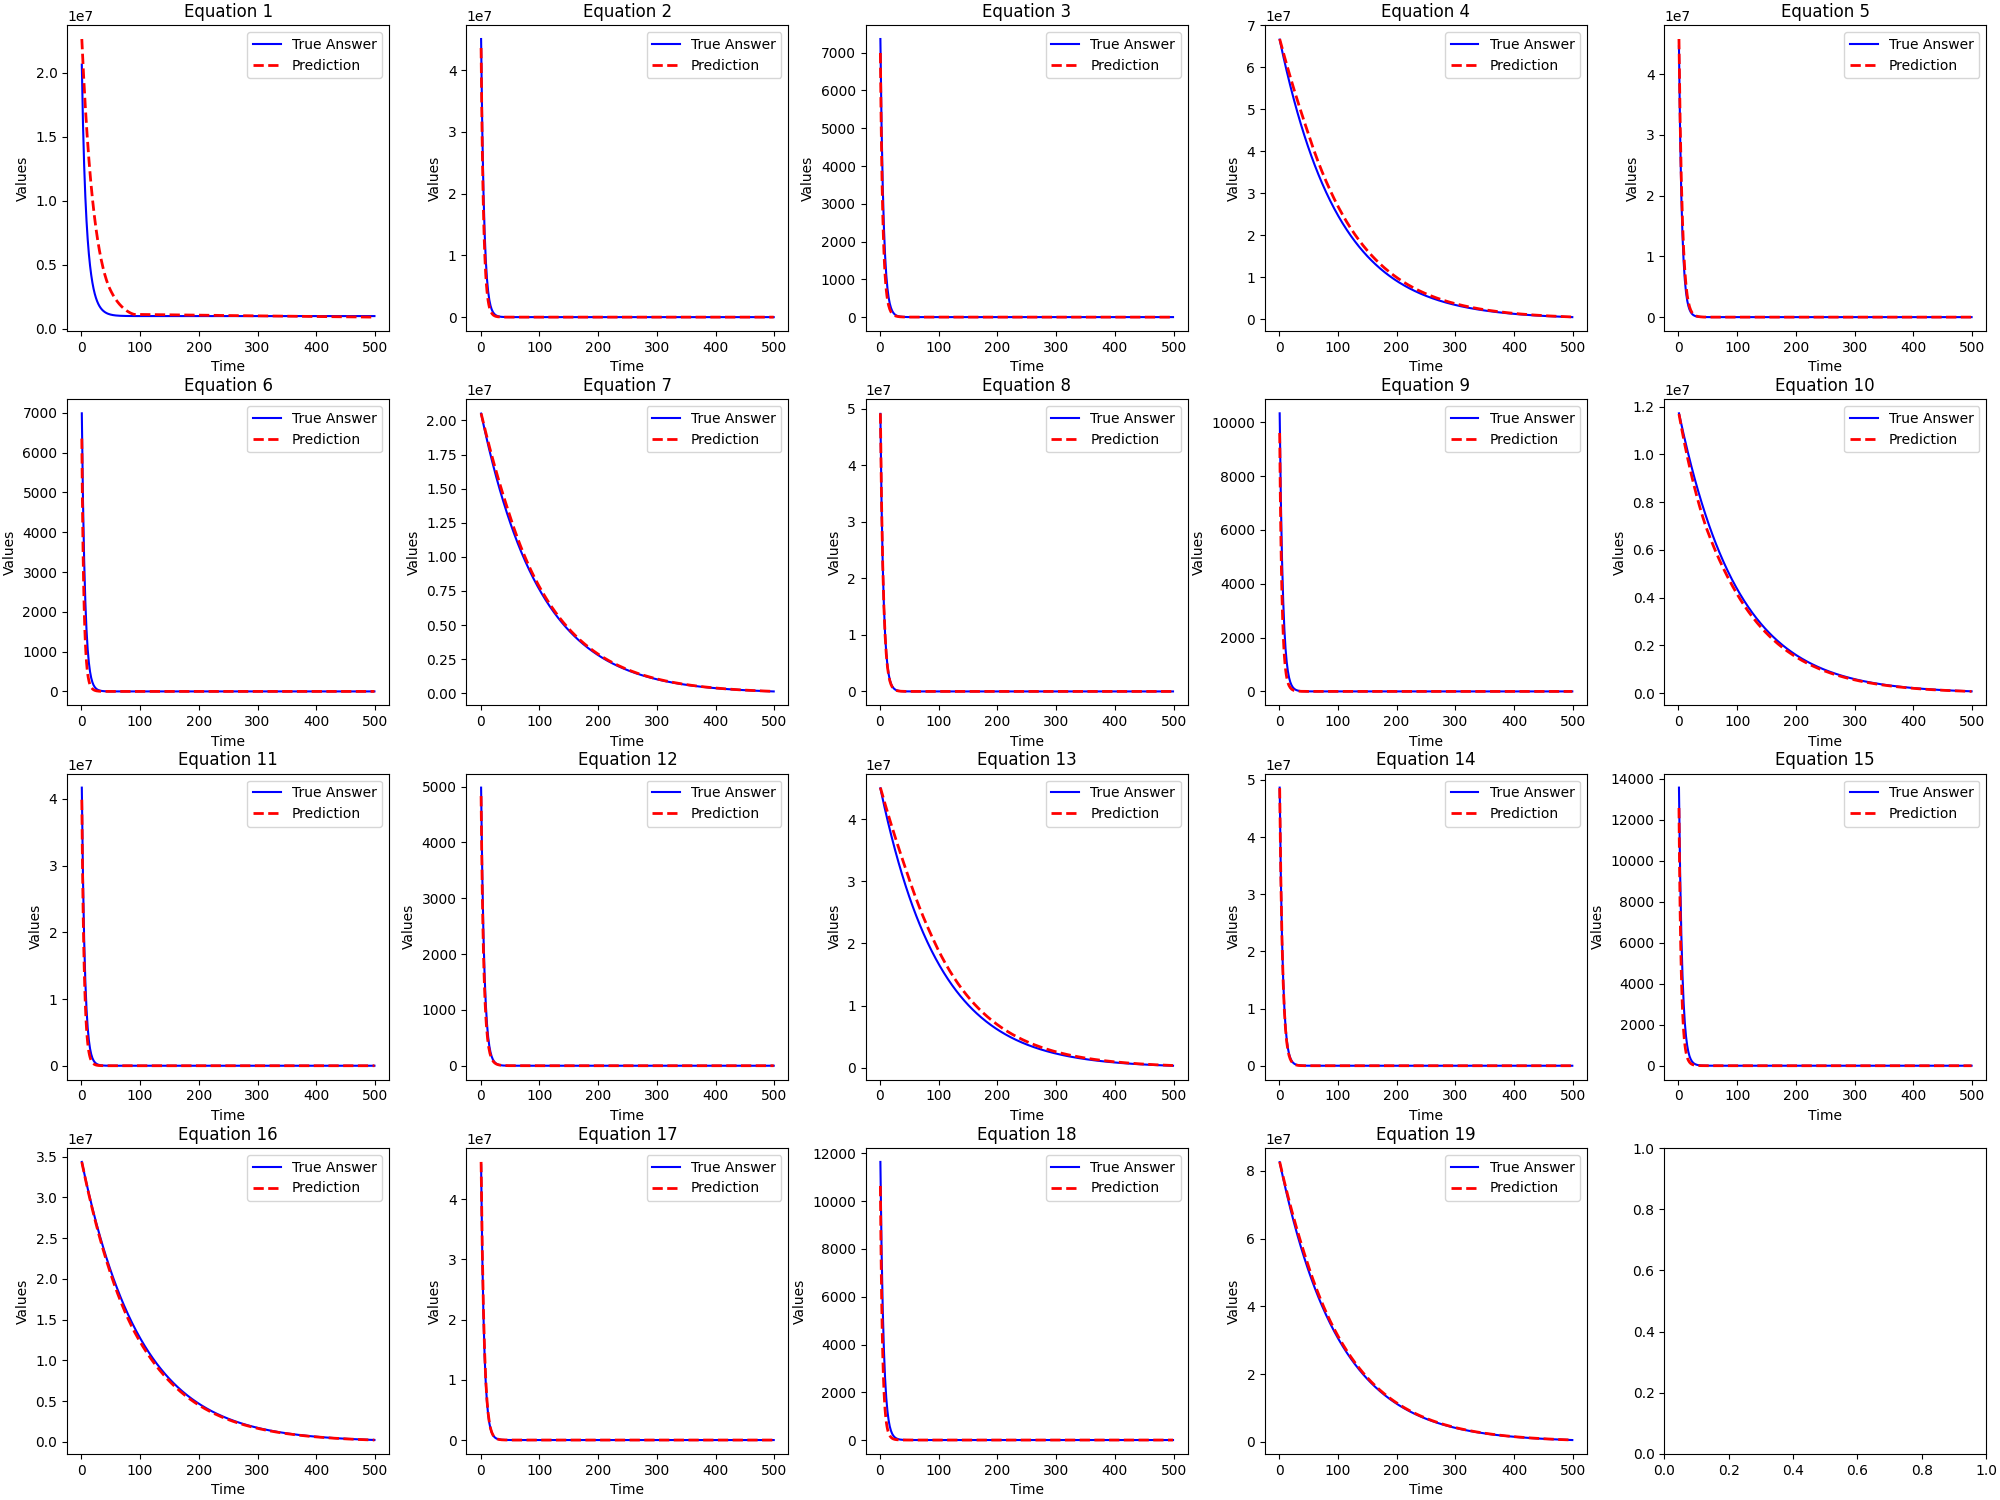 Equation 1
1e7
True Answer
Prediction
2.0
1.5
1.0
0.5
0.0
Values
0 100 200 300 400 500
Time
Equation 2
1e7
True Answer
Prediction
4
3
2
1
0
Values
0 100 200 300 400 500
Time
Equation 3
True Answer
Prediction
7000
6000
5000
4000
3000
2000
1000
0
Values
0 100 200 300 400 500
Time
Equation 4
1e7
True Answer
Prediction
7
6
5
4
3
2
1
0
Values
0 100 200 300 400 500
Time
Equation 5
1e7
True Answer
Prediction
4
3
2
1
0
Values
0 100 200 300 400 500
Time
Equation 6
True Answer
Prediction
7000
6000
5000
4000
3000
2000
1000
0
Values
0 100 200 300 400 500
Time
Equation 7
1e7
True Answer
Prediction
2.00
1.75
1.50
1.25
1.00
0.75
0.50
0.25
0.00
Values
0 100 200 300 400 500
Time
Equation 8
1e7
True Answer
Prediction
5
4
3
2
1
0
Values
0 100 200 300 400 500
Time
Equation 9
True Answer
Prediction
10000
8000
6000
4000
2000
0
Values
0 100 200 300 400 500
Time
Equation 10
1e7
True Answer
Prediction
1.2
1.0
0.8
0.6
0.4
0.2
0.0
Values
0 100 200 300 400 500
Time
Equation 11
1e7
True Answer
Prediction
4
3
2
1
0
Values
0 100 200 300 400 500
Time
Equation 12
True Answer
Prediction
5000
4000
3000
2000
1000
0
Values
0 100 200 300 400 500
Time
Equation 13
1e7
True Answer
Prediction
4
3
2
1
0
Values
0 100 200 300 400 500
Time
Equation 14
1e7
True Answer
Prediction
5
4
3
2
1
0
Values
0 100 200 300 400 500
Time
Equation 15
True Answer
Prediction
14000
12000
10000
8000
6000
4000
2000
0
Values
0 100 200 300 400 500
Time
Equation 16
1e7
True Answer
Prediction
3.5
3.0
2.5
2.0
1.5
1.0
0.5
0.0
Values
0 100 200 300 400 500
Time
Equation 17
1e7
True Answer
Prediction
4
3
2
1
0
Values
0 100 200 300 400 500
Time
Equation 18
True Answer
Prediction
12000
10000
8000
6000
4000
2000
0
Values
0 100 200 300 400 500
Time
Equation 19
1e7
True Answer
Prediction
8
6
4
2
0
Values
0 100 200 300 400 500
Time
1.0
0.8
0.6
0.4
0.2
0.0
0.0 0.2 0.4 0.6 0.8 1.0